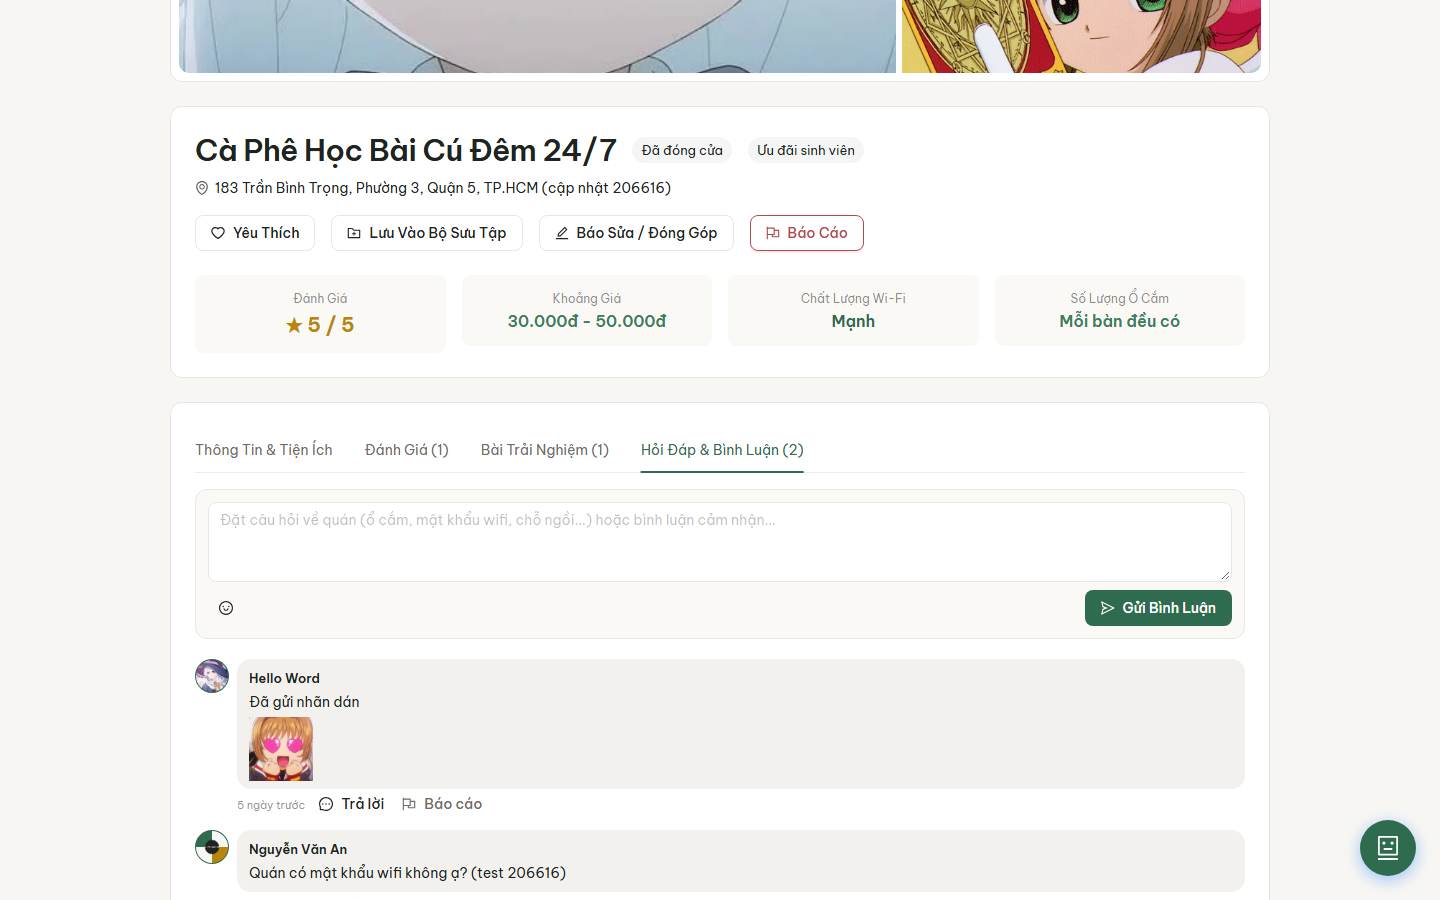 Cà Phê Học Bài Cú Đêm 24/7
Đã đóng cửa
Ưu đãi sinh viên
183 Trần Bình Trọng, Phường 3, Quận 5, TP.HCM (cập nhật 206616)
Yêu Thích
Lưu Vào Bộ Sưu Tập
Báo Sửa / Đóng Góp
Báo Cáo
Đánh Giá
★ 5 / 5
Khoảng Giá
30.000đ - 50.000đ
Chất Lượng Wi-Fi
Mạnh
Số Lượng Ổ Cắm
Mỗi bàn đều có
Thông Tin & Tiện Ích
Đánh Giá (1)
Bài Trải Nghiệm (1)
Hỏi Đáp & Bình Luận (2)
Đặt câu hỏi về quán (ổ cắm, mật khẩu wifi, chỗ ngồi...) hoặc bình luận cảm nhận...
Gửi Bình Luận
Hello Word
Đã gửi nhãn dán
5 ngày trước
Trả lời
Báo cáo
Nguyễn Văn An
Quán có mật khẩu wifi không ạ? (test 206616)